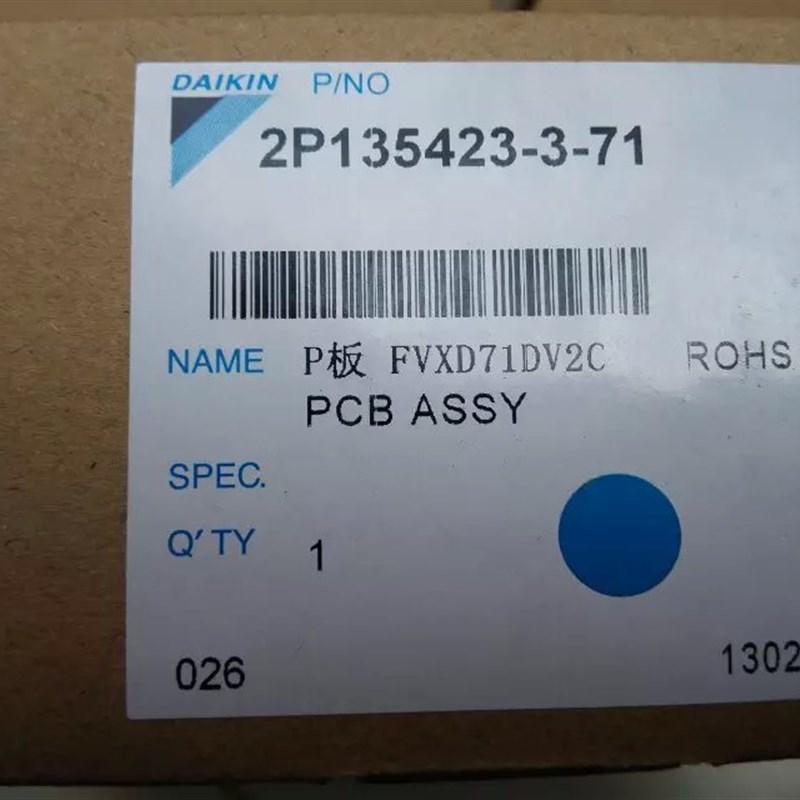 DAIKIN P/NO
2P135423-3-71
NAME P板 FVXD71DV2C ROHS
PCB ASSY
SPEC.
Q'TY 1
026 1302